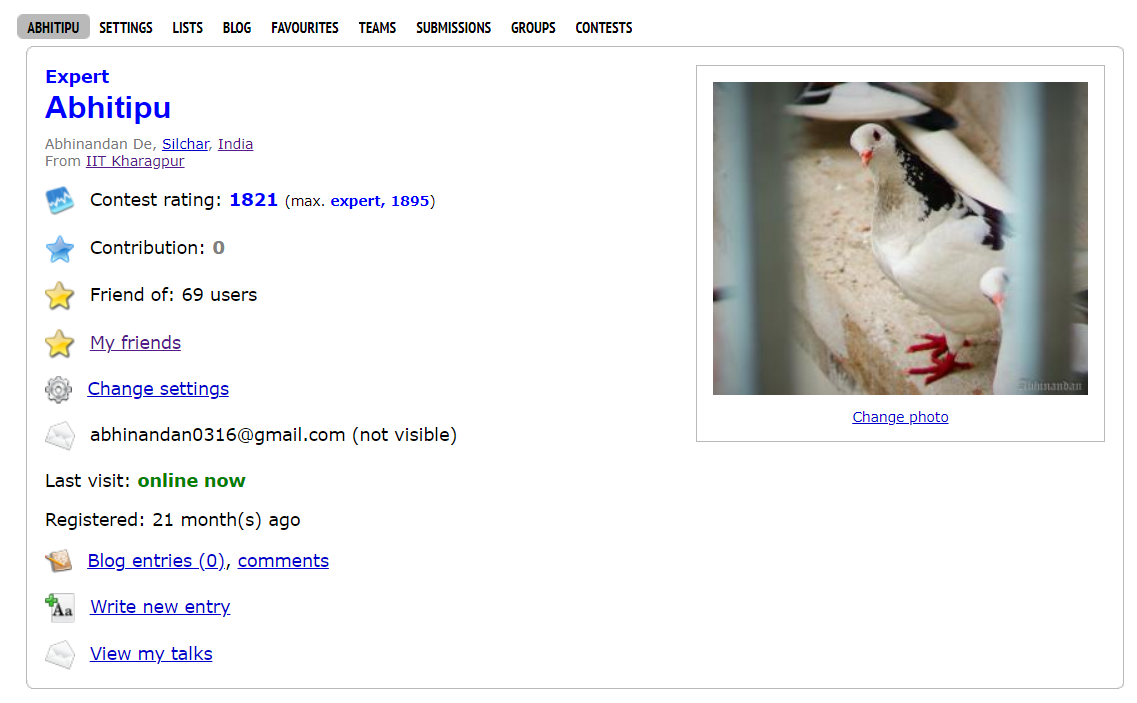 ABHITIPU SETTINGS LISTS BLOG FAVOURITES TEAMS SUBMISSIONS GROUPS CONTESTS
Expert
Abhitipu
Abhinandan De, Silchar, India
From IIT Kharagpur
Contest rating: 1821 (max. expert, 1895)
Contribution: 0
Friend of: 69 users
My friends
Change settings
abhinandan0316@gmail.com (not visible)
Last visit: online now
Registered: 21 month(s) ago
Blog entries (0), comments
Aa Write new entry
View my talks
Abhinandan
Change photo